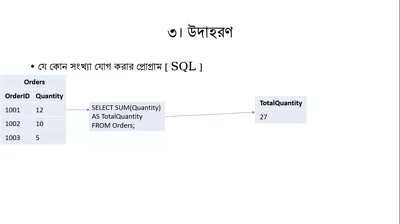 ৩। উদাহরণ
• যে কোন সংখ্যা যোগ করার প্রোগ্রাম [ SQL ]
Orders
OrderID Quantity
1001 12
1002 10
1003 5
SELECT SUM(Quantity)
AS TotalQuantity
FROM Orders;
TotalQuantity
27